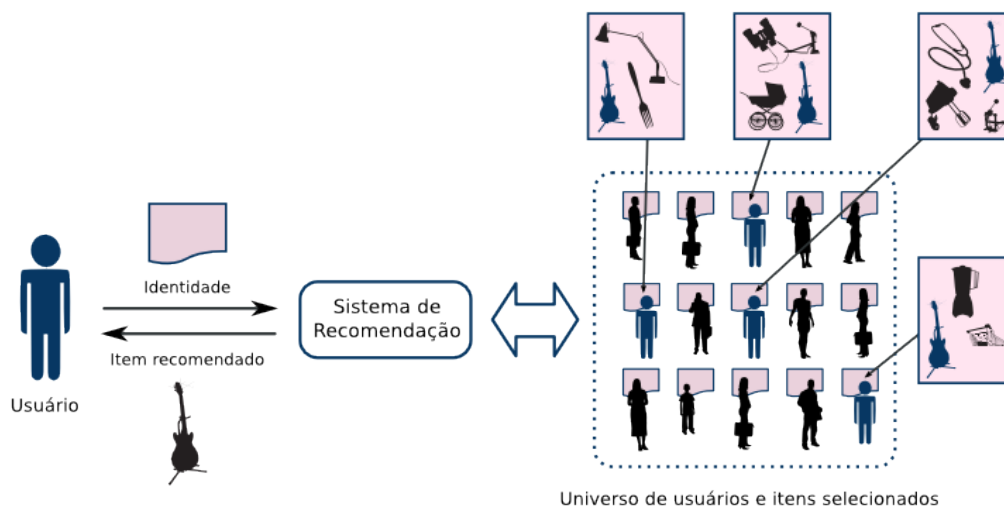 Identidade
Sistema de
Recomendação
Item recomendado
Usuário
Universo de usuários e itens selecionados